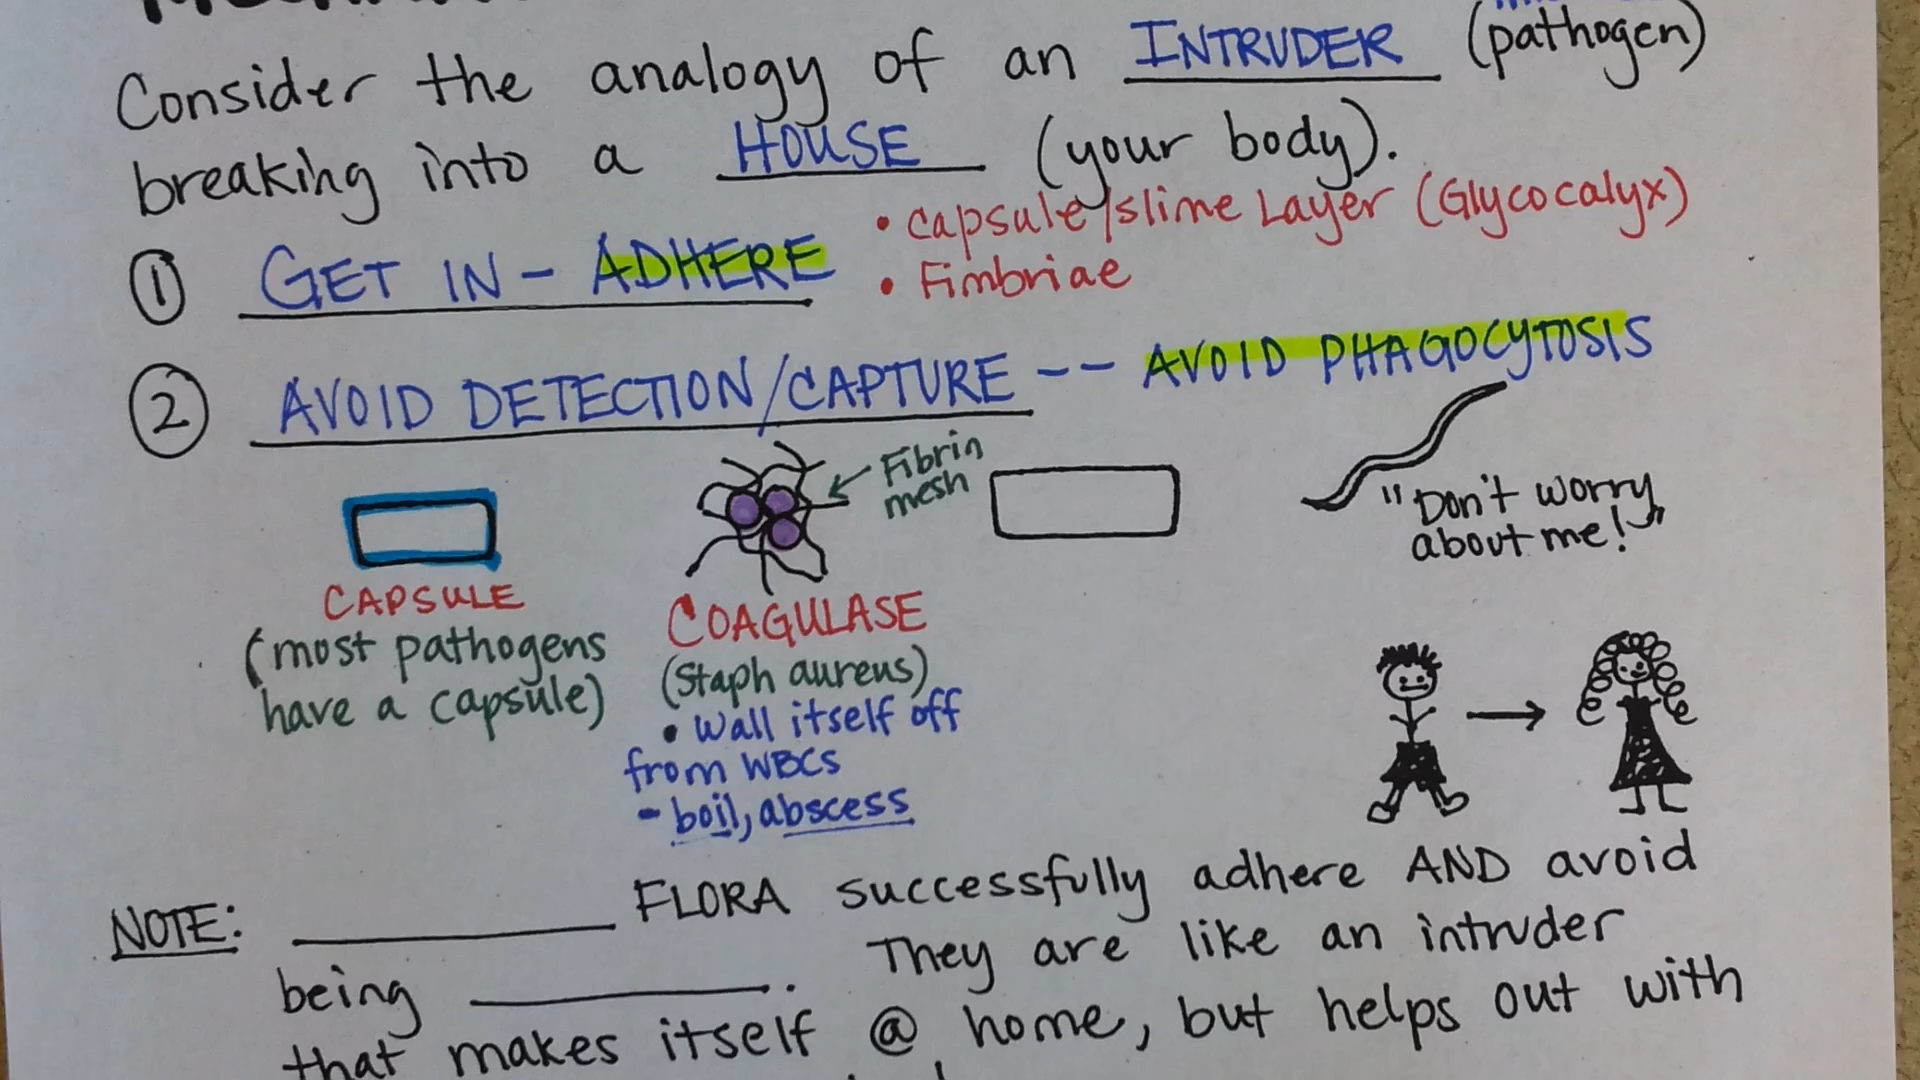 Consider the analogy of an INTRUDER (pathogen)
breaking into a HOUSE (your body).
① GET IN - ADHERE
• capsule/slime Layer (Glycocalyx)
• Fimbriae
② AVOID DETECTION/CAPTURE -- AVOID PHAGOCYTOSIS
Fibrin
mesh
"Don't worry
about me!"
CAPSULE
(most pathogens
have a capsule)
COAGULASE
(Staph aureus)
• Wall itself off
from WBCs
- boil, abscess
NOTE: __________ FLORA successfully adhere AND avoid
being __________. They are like an intruder
that makes itself @ home, but helps out with